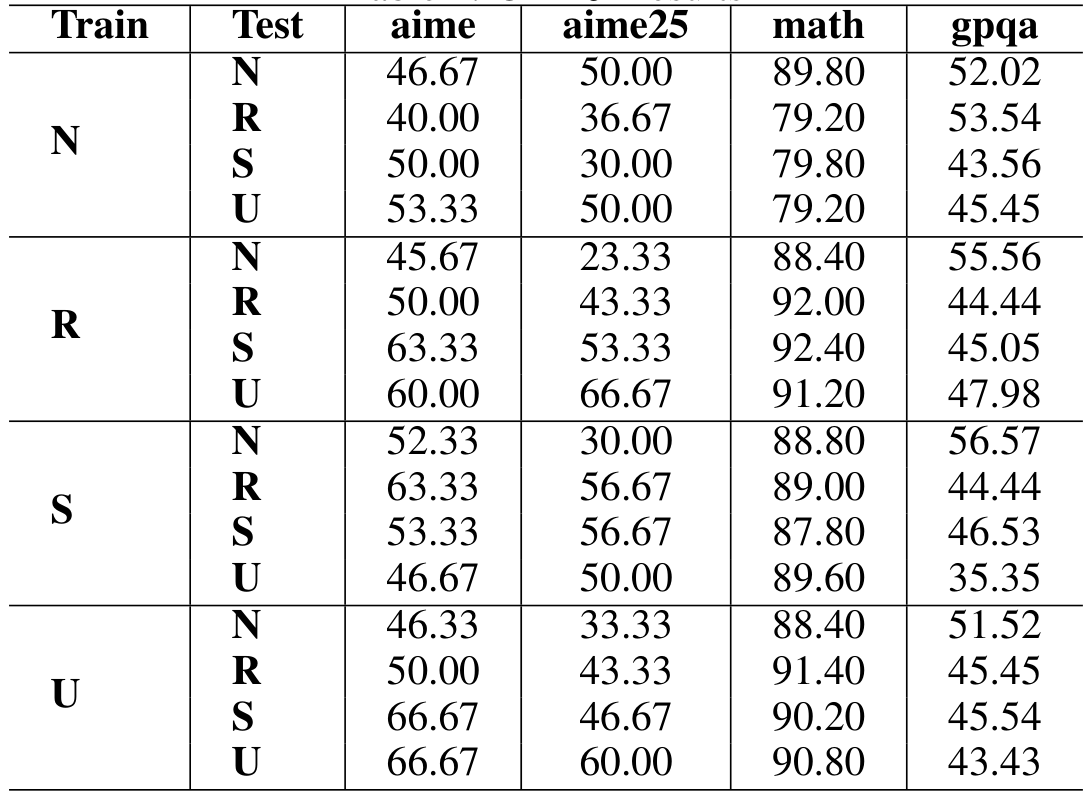 Train Test aime aime25 math gpqa
N 46.67 50.00 89.80 52.02
R 40.00 36.67 79.20 53.54
N
S 50.00 30.00 79.80 43.56
U 53.33 50.00 79.20 45.45
N 45.67 23.33 88.40 55.56
R 50.00 43.33 92.00 44.44
R
S 63.33 53.33 92.40 45.05
U 60.00 66.67 91.20 47.98
N 52.33 30.00 88.80 56.57
R 63.33 56.67 89.00 44.44
S
S 53.33 56.67 87.80 46.53
U 46.67 50.00 89.60 35.35
N 46.33 33.33 88.40 51.52
R 50.00 43.33 91.40 45.45
U
S 66.67 46.67 90.20 45.54
U 66.67 60.00 90.80 43.43